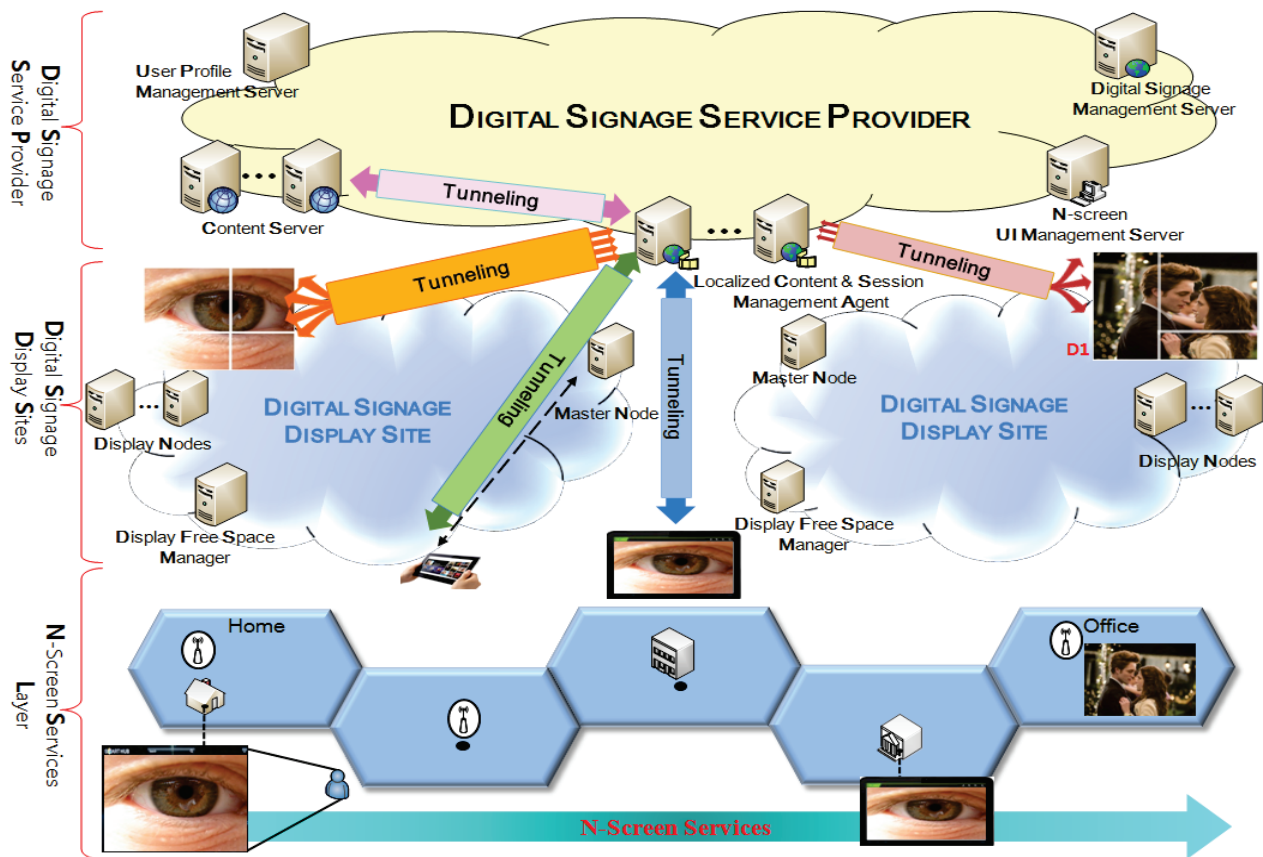 Digital Signage
Service Provider
User Profile
Management Server
Digital Signage
Management Server
DIGITAL SIGNAGE SERVICE PROVIDER
Content Server
Tunneling
N-screen
UI Management Server
Localized Content & Session
Management Agent
Tunneling
Tunneling
Tunneling
Tunneling
D1
Digital Signage
Display Sites
Display Nodes
DIGITAL SIGNAGE
DISPLAY SITE
Master Node
Display Free Space
Manager
Master Node
DIGITAL SIGNAGE
DISPLAY SITE
Display Nodes
Display Free Space
Manager
N-Screen Services
Layer
Home
Office
SMART HUB
N-Screen Services